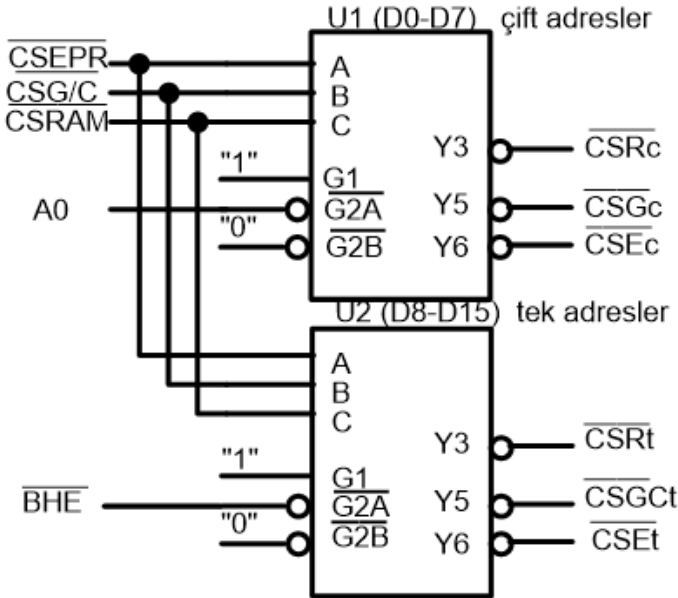 U1 (D0-D7) çift adresler
CSEPR
CSG/C
CSRAM
A
B
C
"1"
G1
Y3
CSRc
A0
G2A
Y5
CSGc
"0"
G2B
Y6
CSEc
U2 (D8-D15) tek adresler
A
B
C
Y3
CSRt
"1"
G1
BHE
G2A
Y5
CSGCt
"0"
G2B
Y6
CSEt